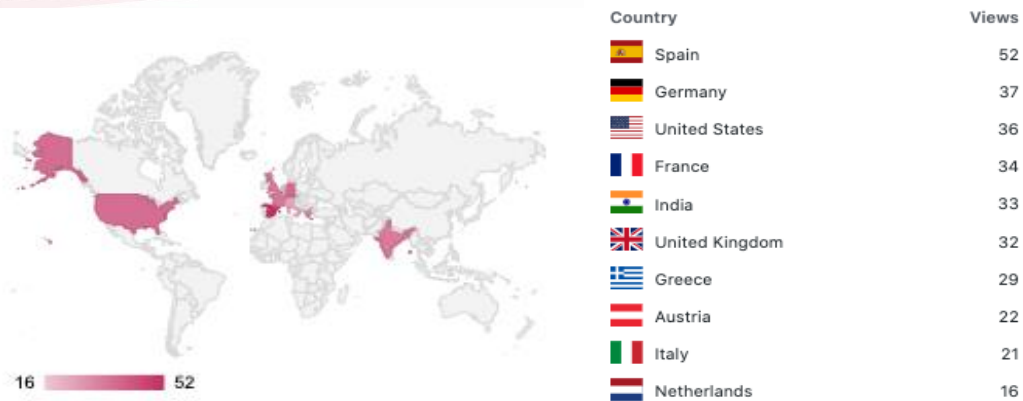 Country Views
Spain 52
Germany 37
United States 36
France 34
India 33
United Kingdom 32
Greece 29
Austria 22
Italy 21
Netherlands 16
16 52